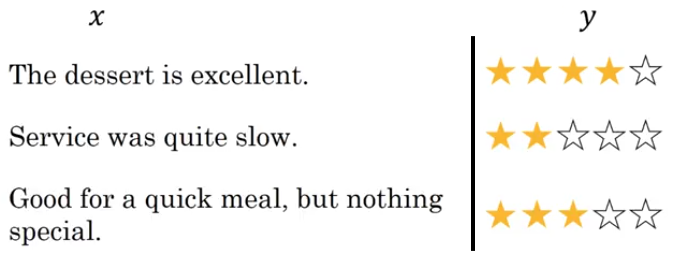 x y
The dessert is excellent.
Service was quite slow.
Good for a quick meal, but nothing
special.